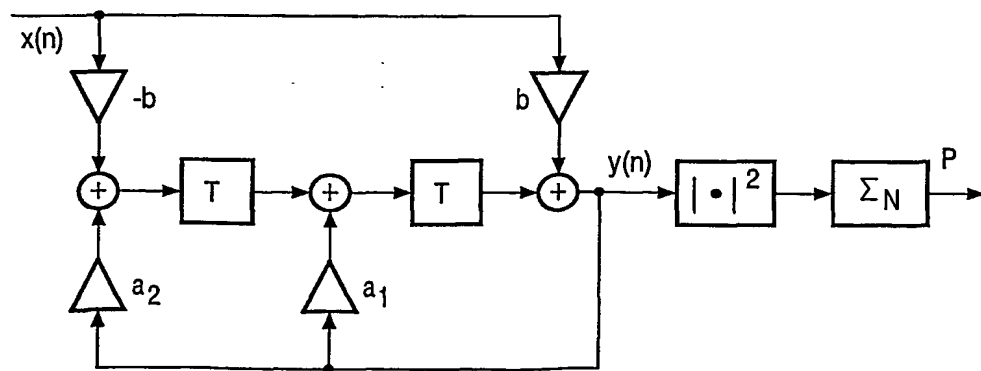 x(n)
-b
b
y(n)
P
+
T
+
T
+
| • | ²
Σ_N
a₂
a₁